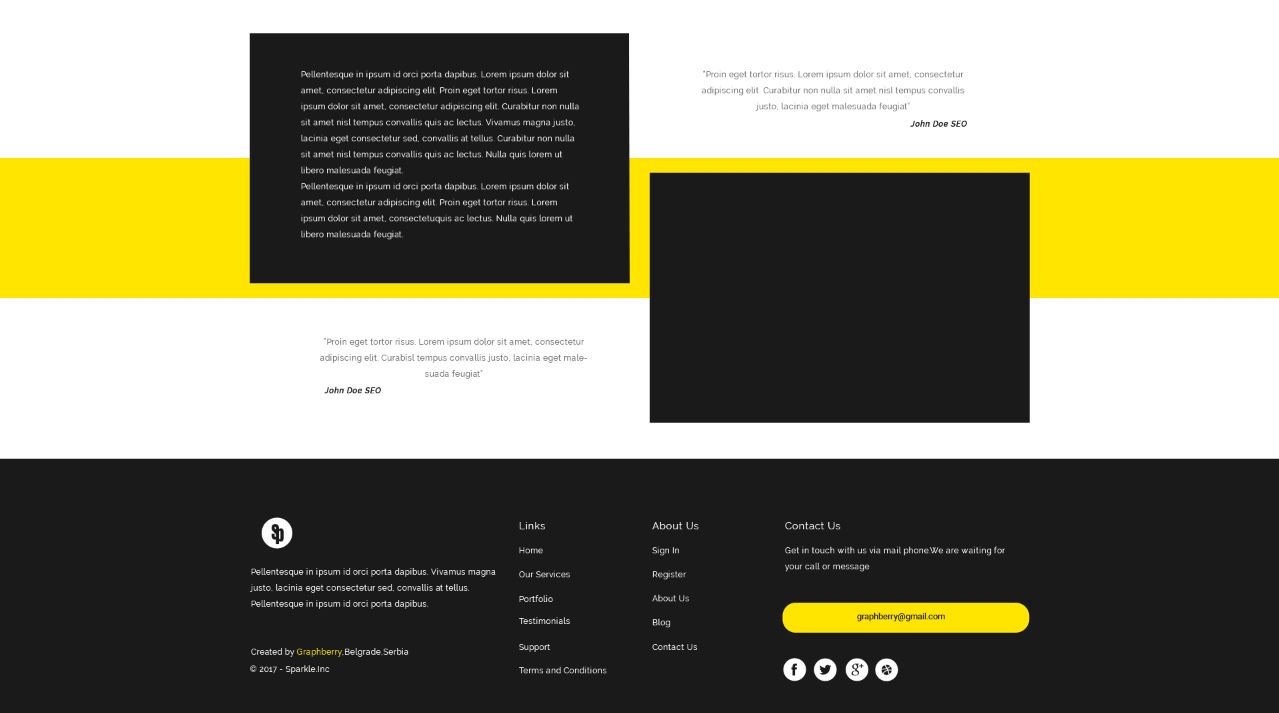 Pellentesque in ipsum id orci porta dapibus. Lorem ipsum dolor sit
amet, consectetur adipiscing elit. Proin eget tortor risus. Lorem
ipsum dolor sit amet, consectetur adipiscing elit. Curabitur non nulla
sit amet nisl tempus convallis quis ac lectus. Vivamus magna justo,
lacinia eget consectetur sed, convallis at tellus. Curabitur non nulla
sit amet nisl tempus convallis quis ac lectus. Nulla quis lorem ut
libero malesuada feugiat.
Pellentesque in ipsum id orci porta dapibus. Lorem ipsum dolor sit
amet, consectetur adipiscing elit. Proin eget tortor risus. Lorem
ipsum dolor sit amet, consectetuquis ac lectus. Nulla quis lorem ut
libero malesuada feugiat.
"Proin eget tortor risus. Lorem ipsum dolor sit amet, consectetur
adipiscing elit. Curabitur non nulla sit amet nisl tempus convallis
justo, lacinia eget malesuada feugiat"
John Doe SEO
"Proin eget tortor risus. Lorem ipsum dolor sit amet, consectetur
adipiscing elit. Curabisl tempus convallis justo, lacinia eget male-
suada feugiat"
John Doe SEO
Sp
Pellentesque in ipsum id orci porta dapibus. Vivamus magna
justo, lacinia eget consectetur sed, convallis at tellus.
Pellentesque in ipsum id orci porta dapibus.
Created by Graphberry,Belgrade,Serbia
© 2017 - Sparkle.Inc
Links
Home
Our Services
Portfolio
Testimonials
Support
Terms and Conditions
About Us
Sign In
Register
About Us
Blog
Contact Us
Contact Us
Get in touch with us via mail phone.We are waiting for
your call or message
graphberry@gmail.com